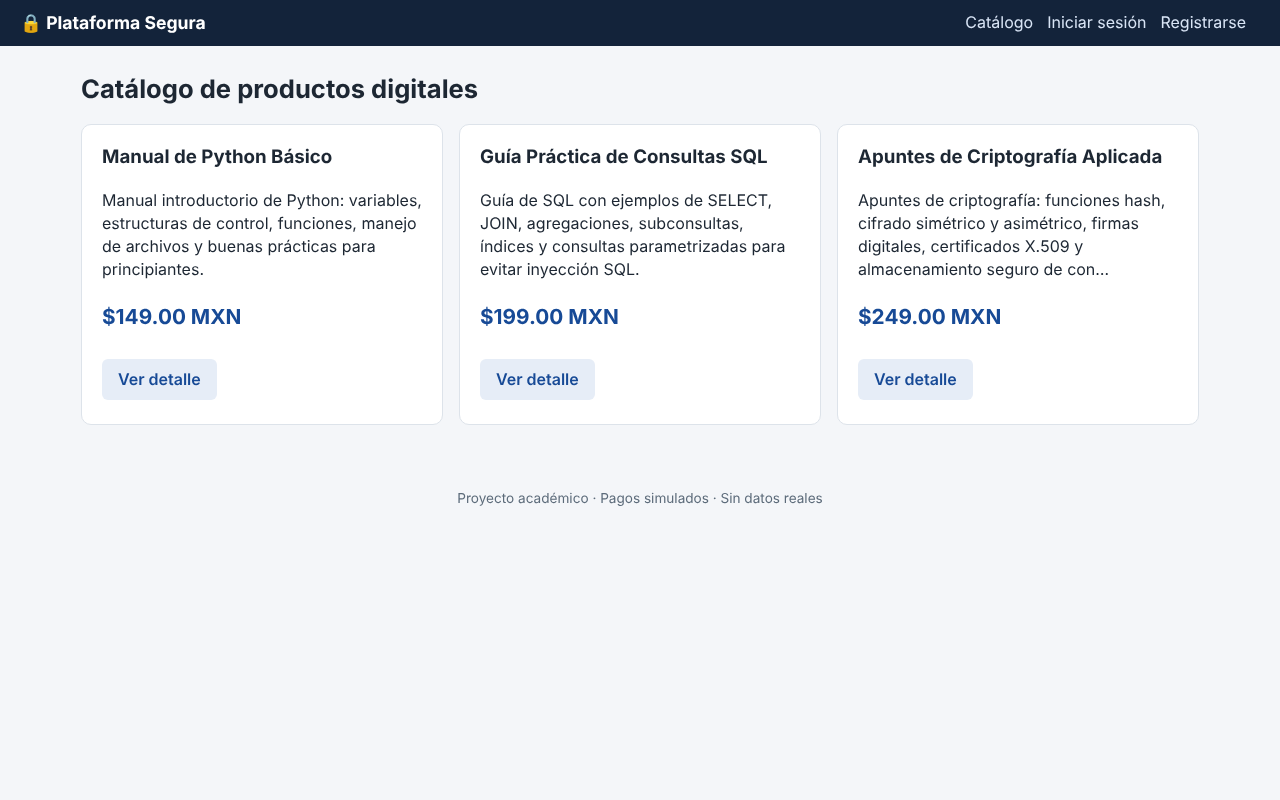 🔒 Plataforma Segura
Catálogo Iniciar sesión Registrarse
Catálogo de productos digitales
Manual de Python Básico
Manual introductorio de Python: variables,
estructuras de control, funciones, manejo
de archivos y buenas prácticas para
principiantes.
$149.00 MXN
Ver detalle
Guía Práctica de Consultas SQL
Guía de SQL con ejemplos de SELECT,
JOIN, agregaciones, subconsultas,
índices y consultas parametrizadas para
evitar inyección SQL.
$199.00 MXN
Ver detalle
Apuntes de Criptografía Aplicada
Apuntes de criptografía: funciones hash,
cifrado simétrico y asimétrico, firmas
digitales, certificados X.509 y
almacenamiento seguro de con...
$249.00 MXN
Ver detalle
Proyecto académico · Pagos simulados · Sin datos reales